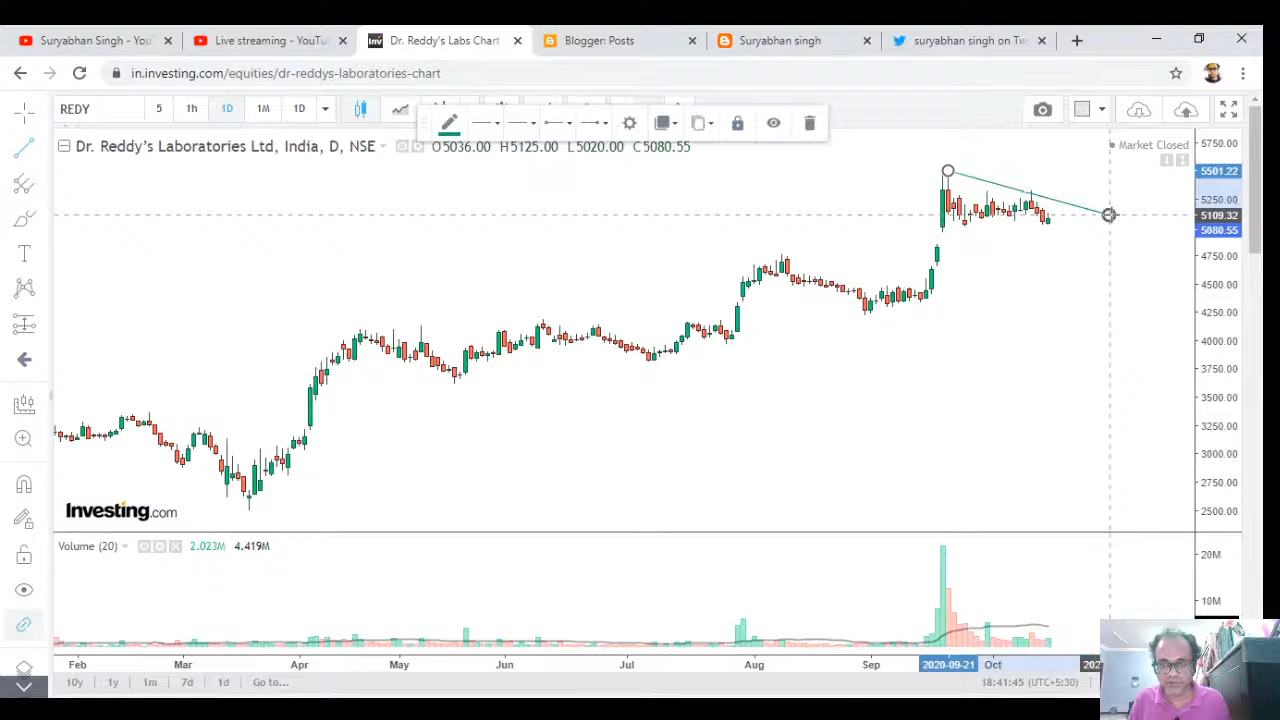 Suryabhan Singh - You
Live streaming - YouTu
Dr. Reddy's Labs Chart
Blogger: Posts
Suryabhan singh
suryabhan singh on Tw
in.investing.com/equities/dr-reddys-laboratories-chart
REDY 5 1h 1D 1M 1D
Dr. Reddy's Laboratories Ltd, India, D, NSE O5036.00 H5125.00 L5020.00 C5080.55
Market Closed
5750.00
5501.22
5250.00
5109.32
5080.55
4750.00
4500.00
4250.00
4000.00
3750.00
3500.00
3250.00
3000.00
2750.00
2500.00
Investing.com
Volume (20) 2.023M 4.419M
20M
10M
Feb Mar Apr May Jun Jul Aug Sep 2020-09-21 Oct
10y 1y 1m 7d 1d Go to... 18:41:45 (UTC+5:30)